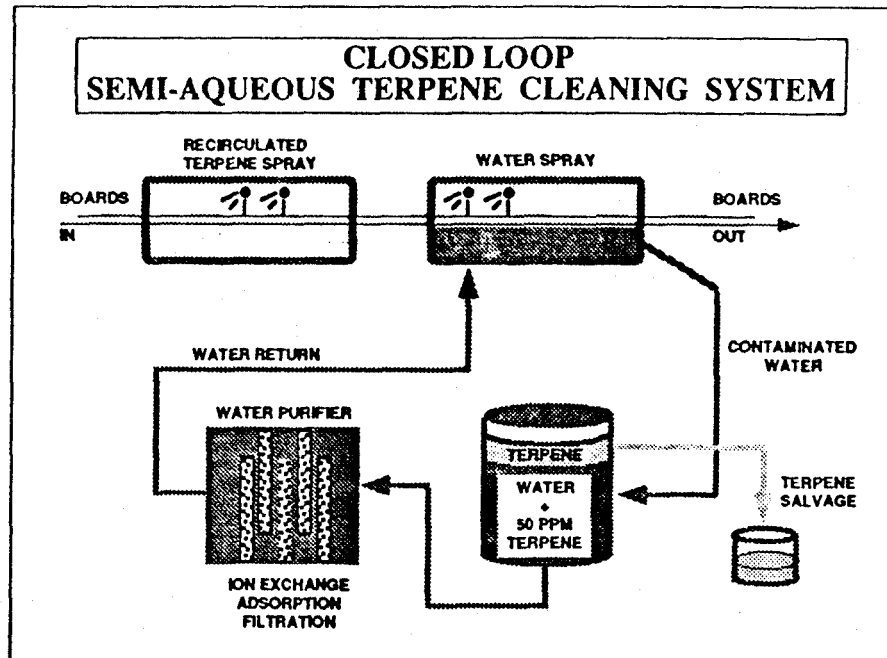 CLOSED LOOP
SEMI-AQUEOUS TERPENE CLEANING SYSTEM
RECIRCULATED
TERPENE SPRAY
WATER SPRAY
BOARDS
IN
BOARDS
OUT
WATER RETURN
CONTAMINATED
WATER
WATER PURIFIER
TERPENE
WATER
+
50 PPM
TERPENE
TERPENE
SALVAGE
ION EXCHANGE
ADSORPTION
FILTRATION